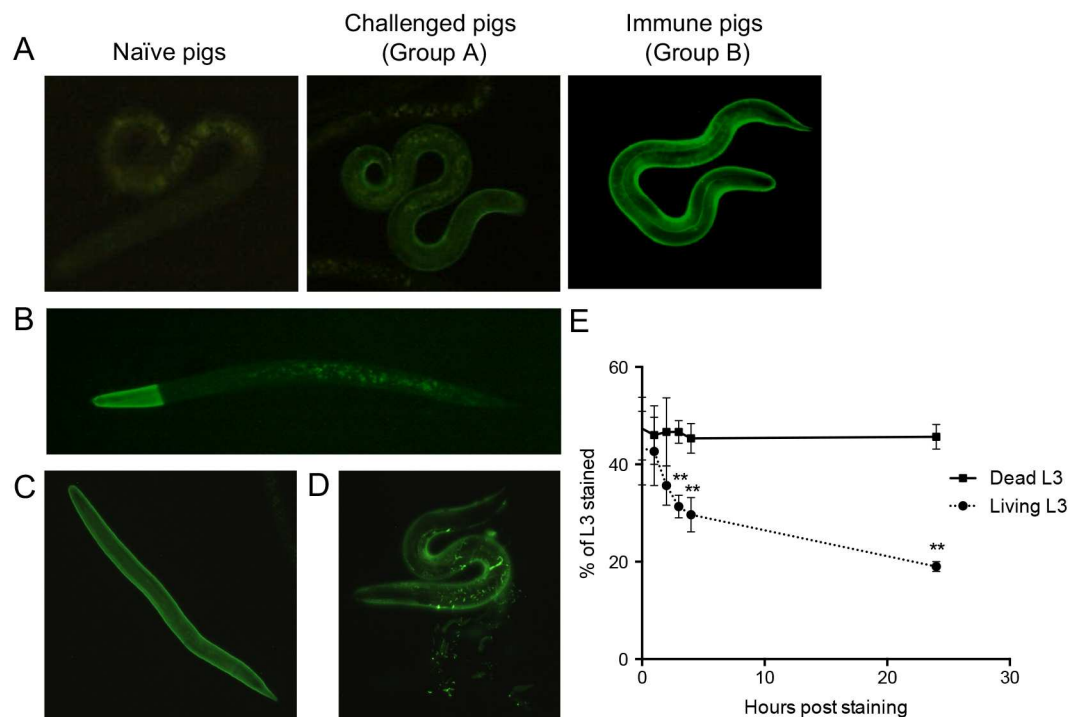 A
Naïve pigs
Challenged pigs
(Group A)
Immune pigs
(Group B)
B
C
D
E
60
40
20
0
% of L3 stained
**
**
**
Dead L3
Living L3
0
10
20
30
Hours post staining